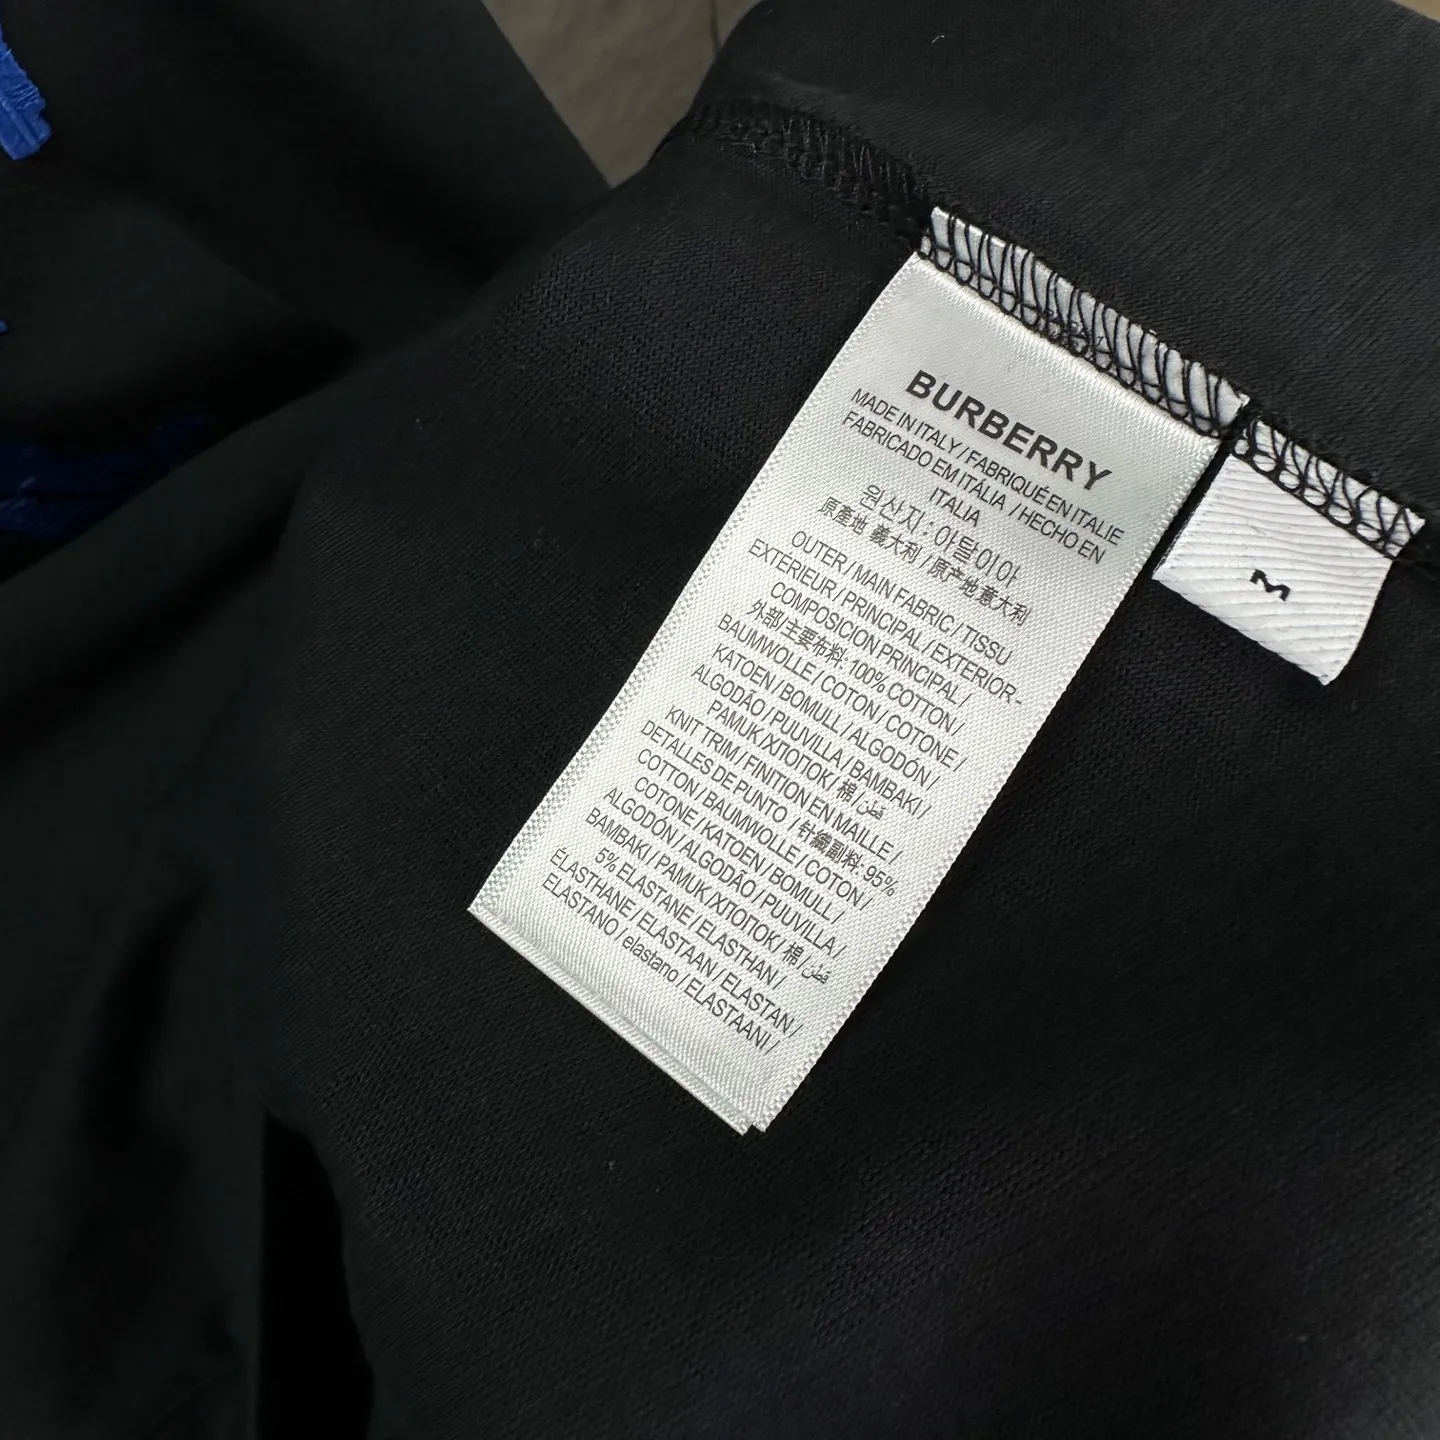 BURBERRY
MADE IN ITALY / FABRIQUÉ EN ITALIE
FABRICADO EM ITÁLIA / HECHO EN
ITALIA
원산지 : 이탈이아
原產地 義大利 / 原产地 意大利
OUTER / MAIN FABRIC / TISSU
EXTERIEUR / PRINCIPAL / EXTERIOR -
COMPOSICION PRINCIPAL /
外部/主要布料: 100% COTTON /
BAUMWOLLE / COTON / COTONE /
KATOEN / BOMULL / ALGODÓN /
ALGODÃO / PUUVILLA / BAMBAKI /
PAMUK / ХЛОПОК / 棉 / قطن
KNIT TRIM / FINITION EN MAILLE /
DETALLES DE PUNTO / 针織副料: 95%
COTTON / BAUMWOLLE / COTON /
COTONE / KATOEN / BOMULL /
ALGODÓN / ALGODÃO / PUUVILLA /
BAMBAKI / PAMUK / ХЛОПОК / 棉 / قطن
5% ELASTANE / ELASTHAN /
ÉLASTHANE / ELASTAAN / ELASTAN /
ELASTANO / elastano / ELASTAANI /
M